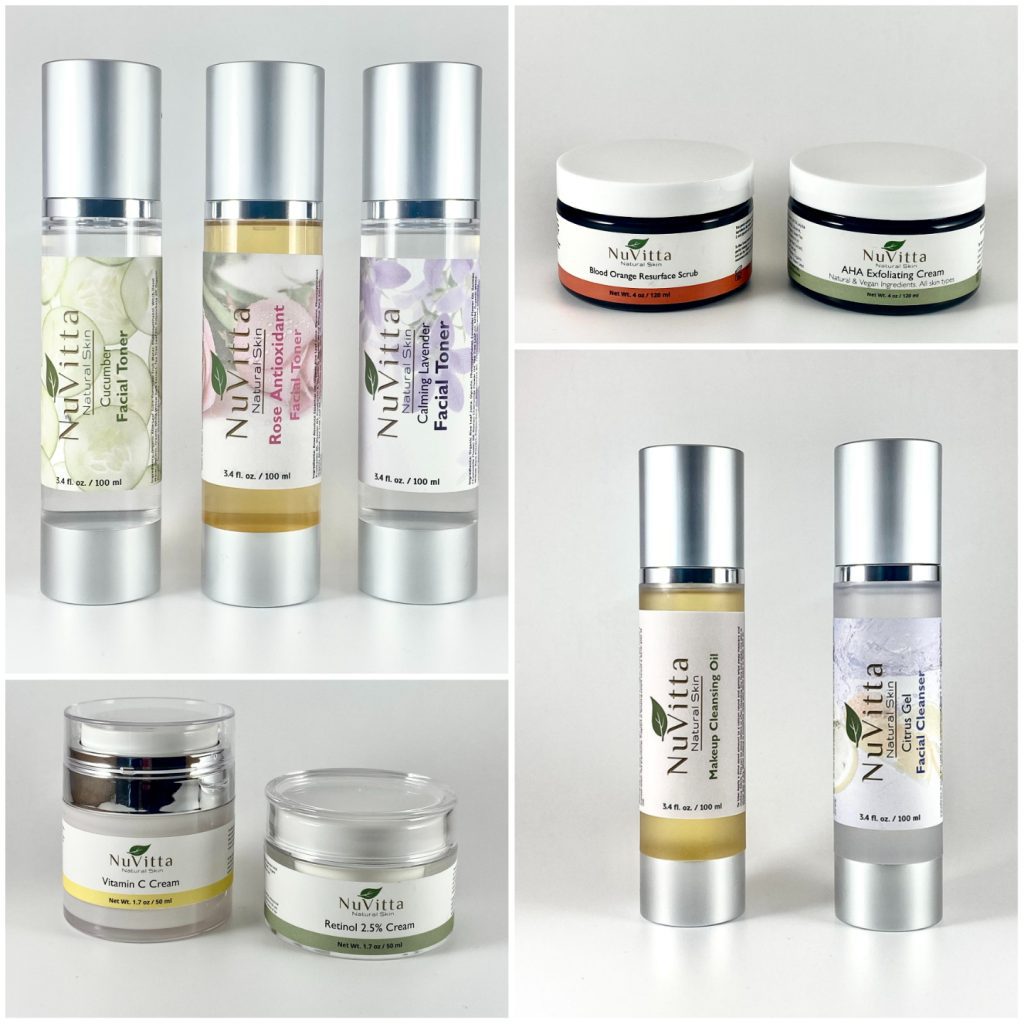 NuVitta
Natural Skin
Cucumber
Facial Toner
3.4 fl. oz. / 100 ml
NuVitta
Natural Skin
Rose Antioxidant
Facial Toner
3.4 fl. oz. / 100 ml
NuVitta
Natural Skin
Calming Lavender
Facial Toner
3.4 fl. oz. / 100 ml
NuVitta
Natural Skin
Blood Orange Resurface Scrub
Net Wt. 4 oz / 120 ml
NuVitta
Natural Skin
AHA Exfoliating Cream
Natural & Vegan Ingredients. All skin types
Net Wt. 4 oz / 120 ml
NuVitta
Natural Skin
Vitamin C Cream
Net Wt. 1.7 oz / 50 ml
NuVitta
Natural Skin
Retinol 2.5% Cream
Net Wt. 1.7 oz / 50 ml
NuVitta
Natural Skin
Makeup Cleansing Oil
3.4 fl. oz. / 100 ml
NuVitta
Natural Skin
Citrus Gel
Facial Cleanser
3.4 fl. oz. / 100 ml